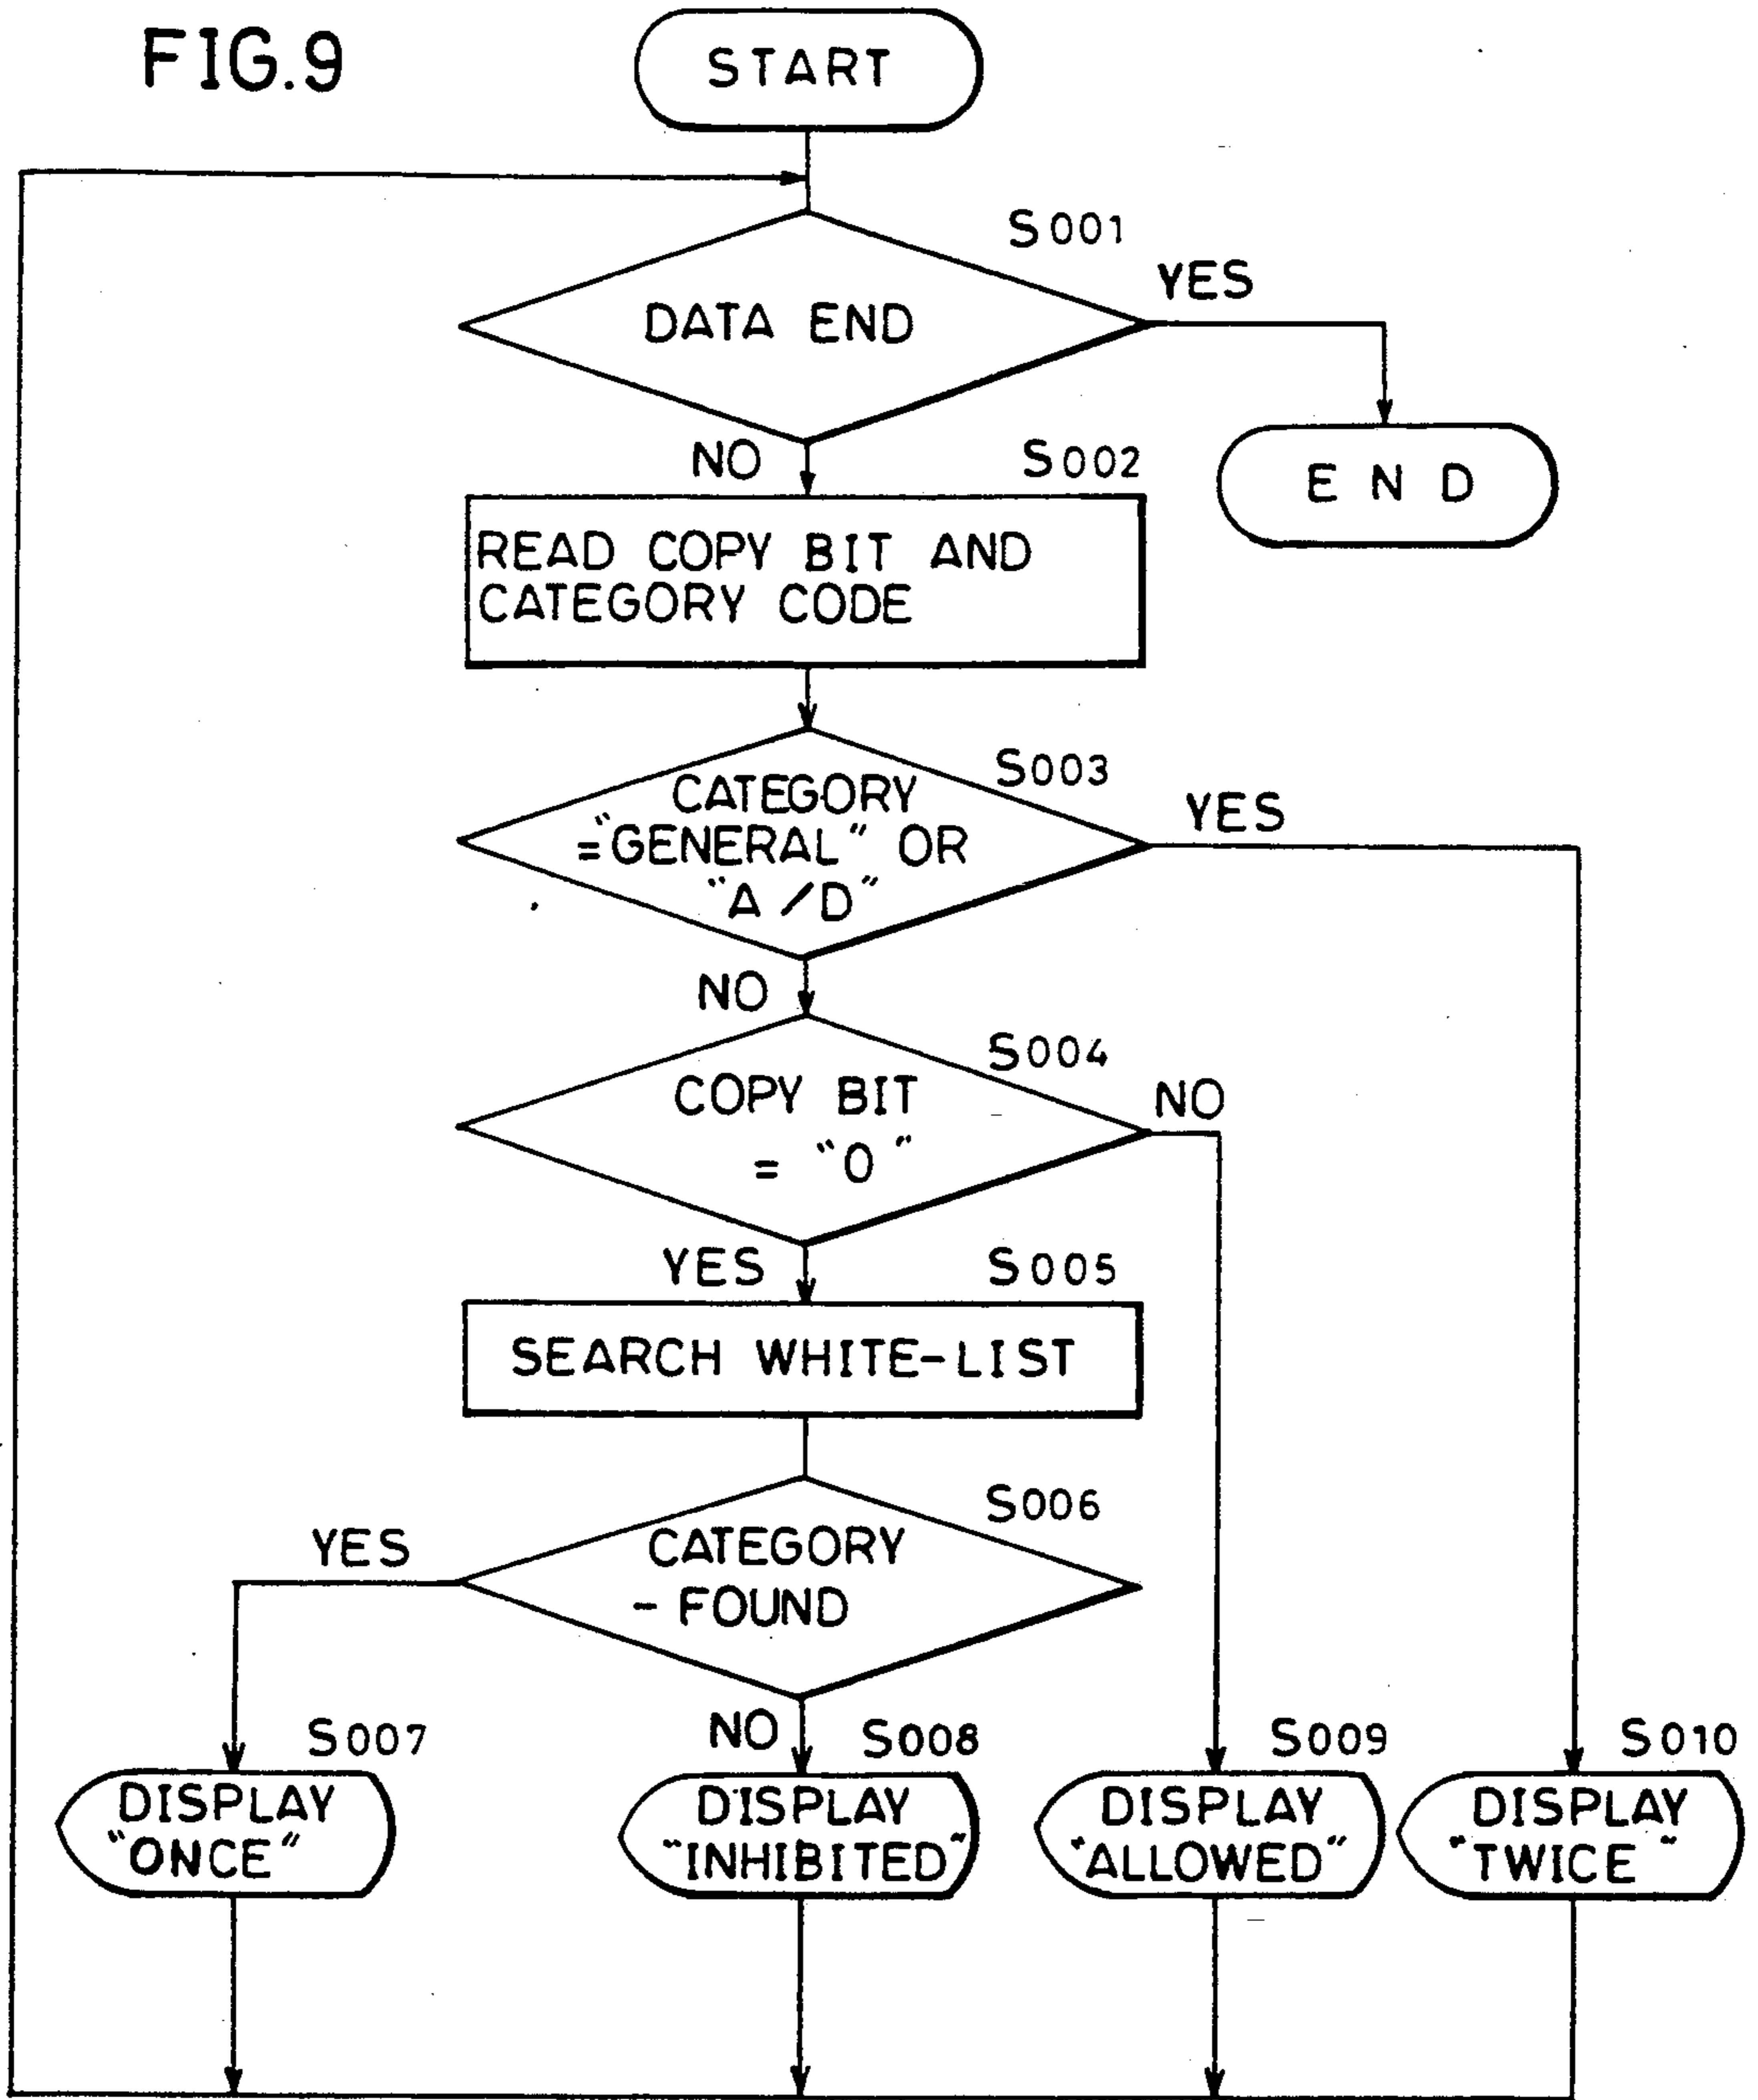 FIG.9
START
S001
DATA END
YES
NO
S002
END
READ COPY BIT AND
CATEGORY CODE
S003
CATEGORY
="GENERAL" OR
"A/D"
YES
NO
S004
COPY BIT
= "0"
NO
YES
S005
SEARCH WHITE-LIST
S006
YES
CATEGORY
- FOUND
NO
S007
S008
S009
S010
DISPLAY
"ONCE"
DISPLAY
"INHIBITED"
DISPLAY
"ALLOWED"
DISPLAY
"TWICE"